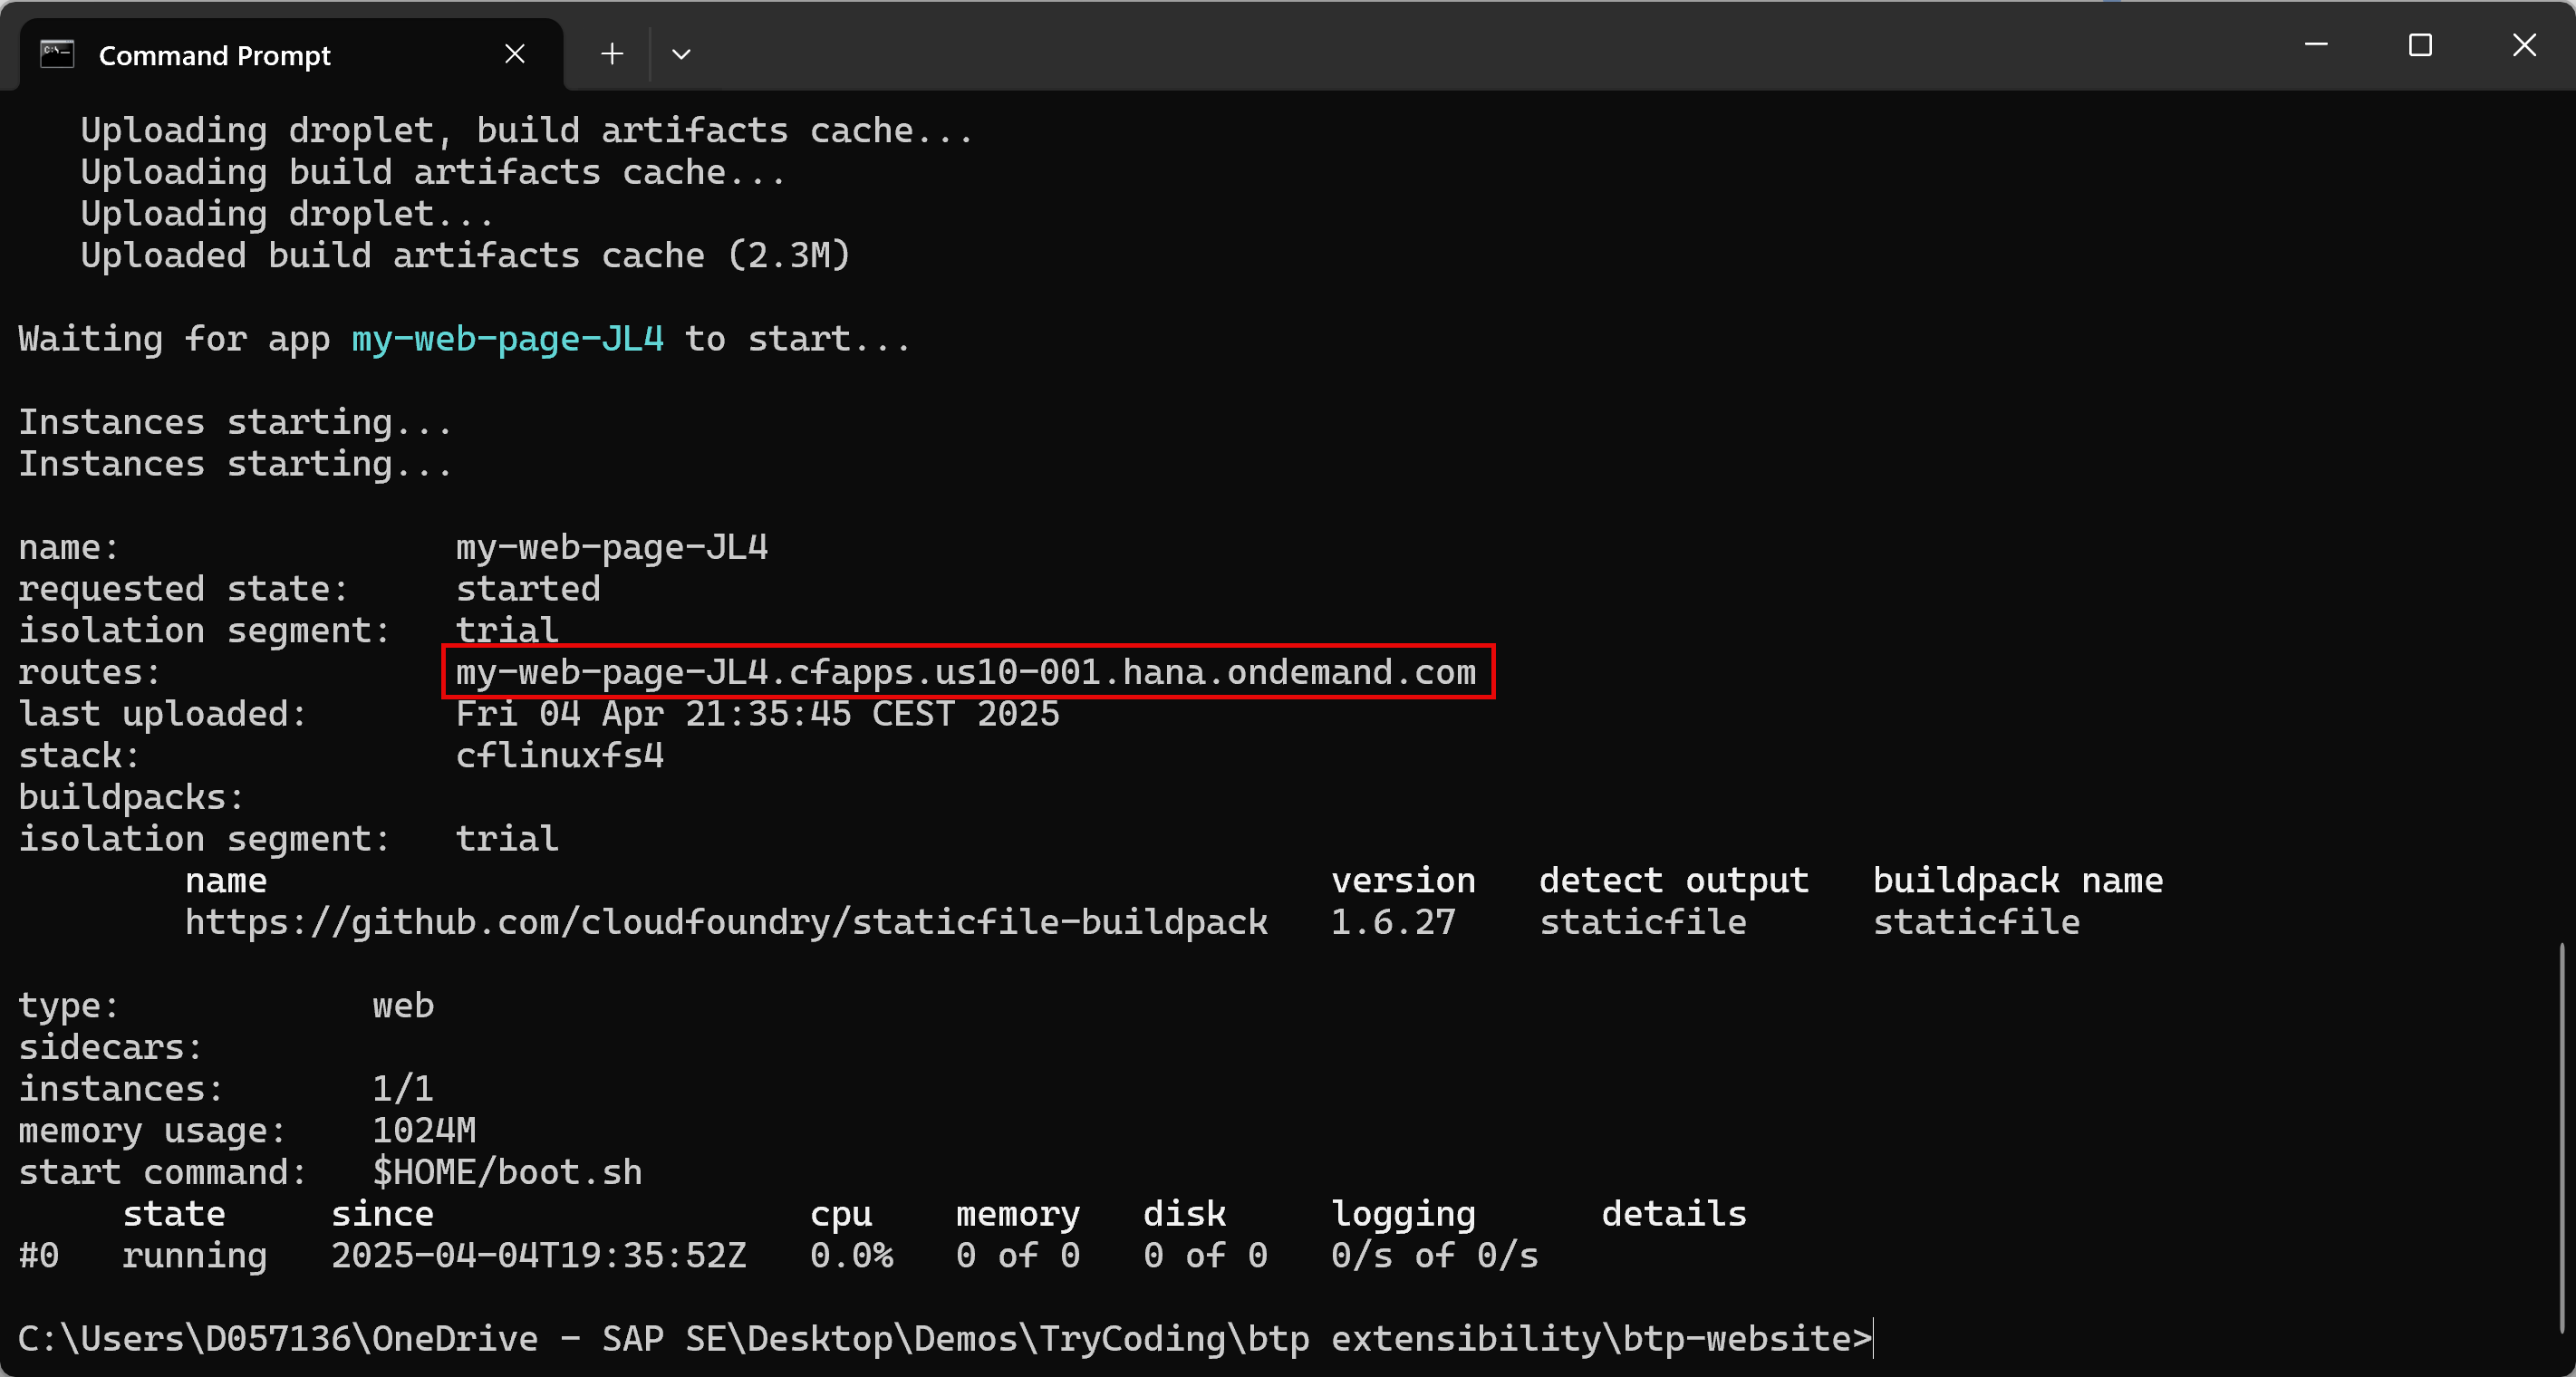 Command Prompt
Uploading droplet, build artifacts cache...
Uploading build artifacts cache...
Uploading droplet...
Uploaded build artifacts cache (2.3M)
Waiting for app my-web-page-JL4 to start...
Instances starting...
Instances starting...
name: my-web-page-JL4
requested state: started
isolation segment: trial
routes: my-web-page-JL4.cfapps.us10-001.hana.ondemand.com
last uploaded: Fri 04 Apr 21:35:45 CEST 2025
stack: cflinuxfs4
buildpacks:
isolation segment: trial
name version detect output buildpack name
https://github.com/cloudfoundry/staticfile-buildpack 1.6.27 staticfile staticfile
type: web
sidecars:
instances: 1/1
memory usage: 1024M
start command: $HOME/boot.sh
state since cpu memory disk logging details
#0 running 2025-04-04T19:35:52Z 0.0% 0 of 0 0 of 0 0/s of 0/s
C:\Users\D057136\OneDrive - SAP SE\Desktop\Demos\TryCoding\btp extensibility\btp-website>